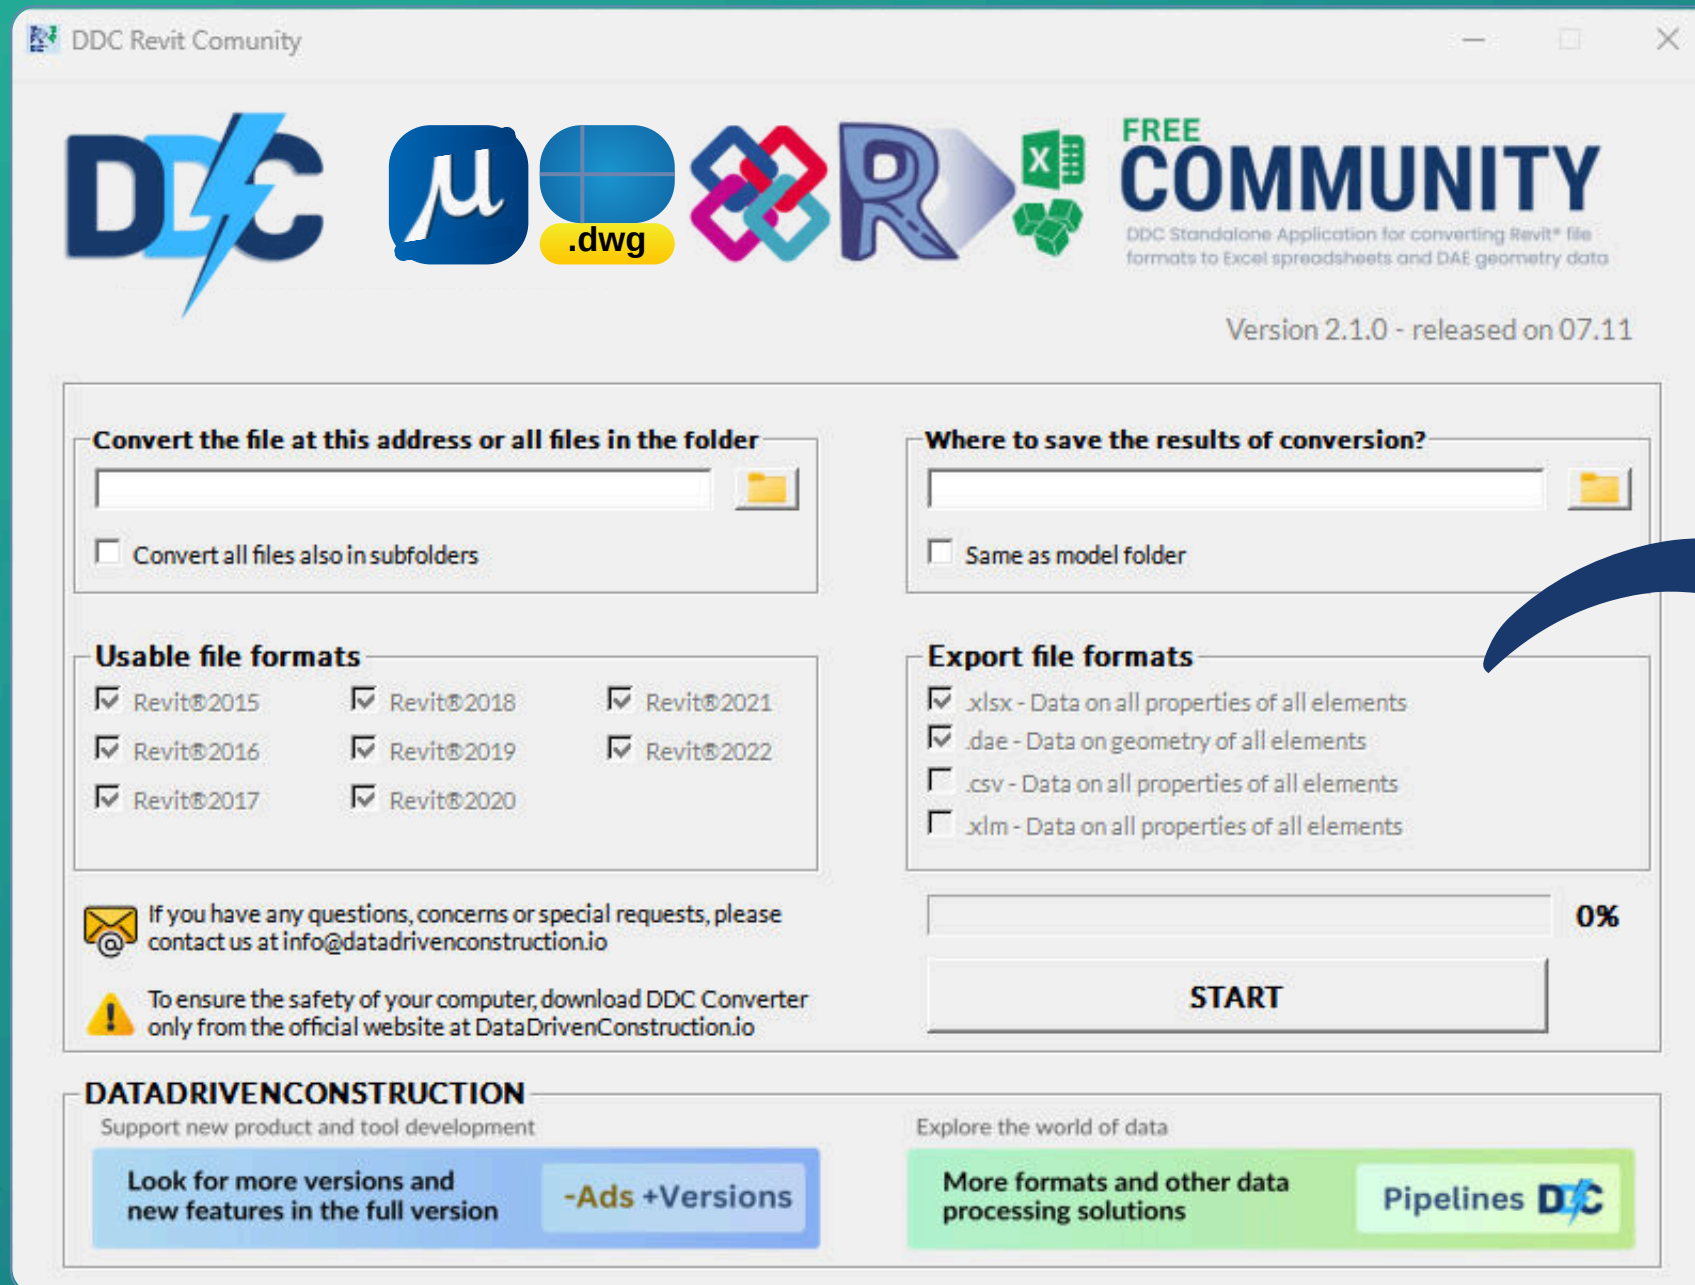 DDC Revit Comunity
DDC
µ
.dwg
R
X
FREE
COMMUNITY
DDC Standalone Application for converting Revit® file
formats to Excel spreadsheets and DAE geometry data
Version 2.1.0 - released on 07.11
Convert the file at this address or all files in the folder
Convert all files also in subfolders
Where to save the results of conversion?
Same as model folder
Usable file formats
Revit®2015 Revit®2018 Revit®2021
Revit®2016 Revit®2019 Revit®2022
Revit®2017 Revit®2020
Export file formats
.xlsx - Data on all properties of all elements
.dae - Data on geometry of all elements
.csv - Data on all properties of all elements
.xlm - Data on all properties of all elements
If you have any questions, concerns or special requests, please
contact us at info@datadrivenconstruction.io
To ensure the safety of your computer, download DDC Converter
only from the official website at DataDrivenConstruction.io
0%
START
DATADRIVENCONSTRUCTION
Support new product and tool development
Look for more versions and
new features in the full version
-Ads +Versions
Explore the world of data
More formats and other data
processing solutions
Pipelines DDC